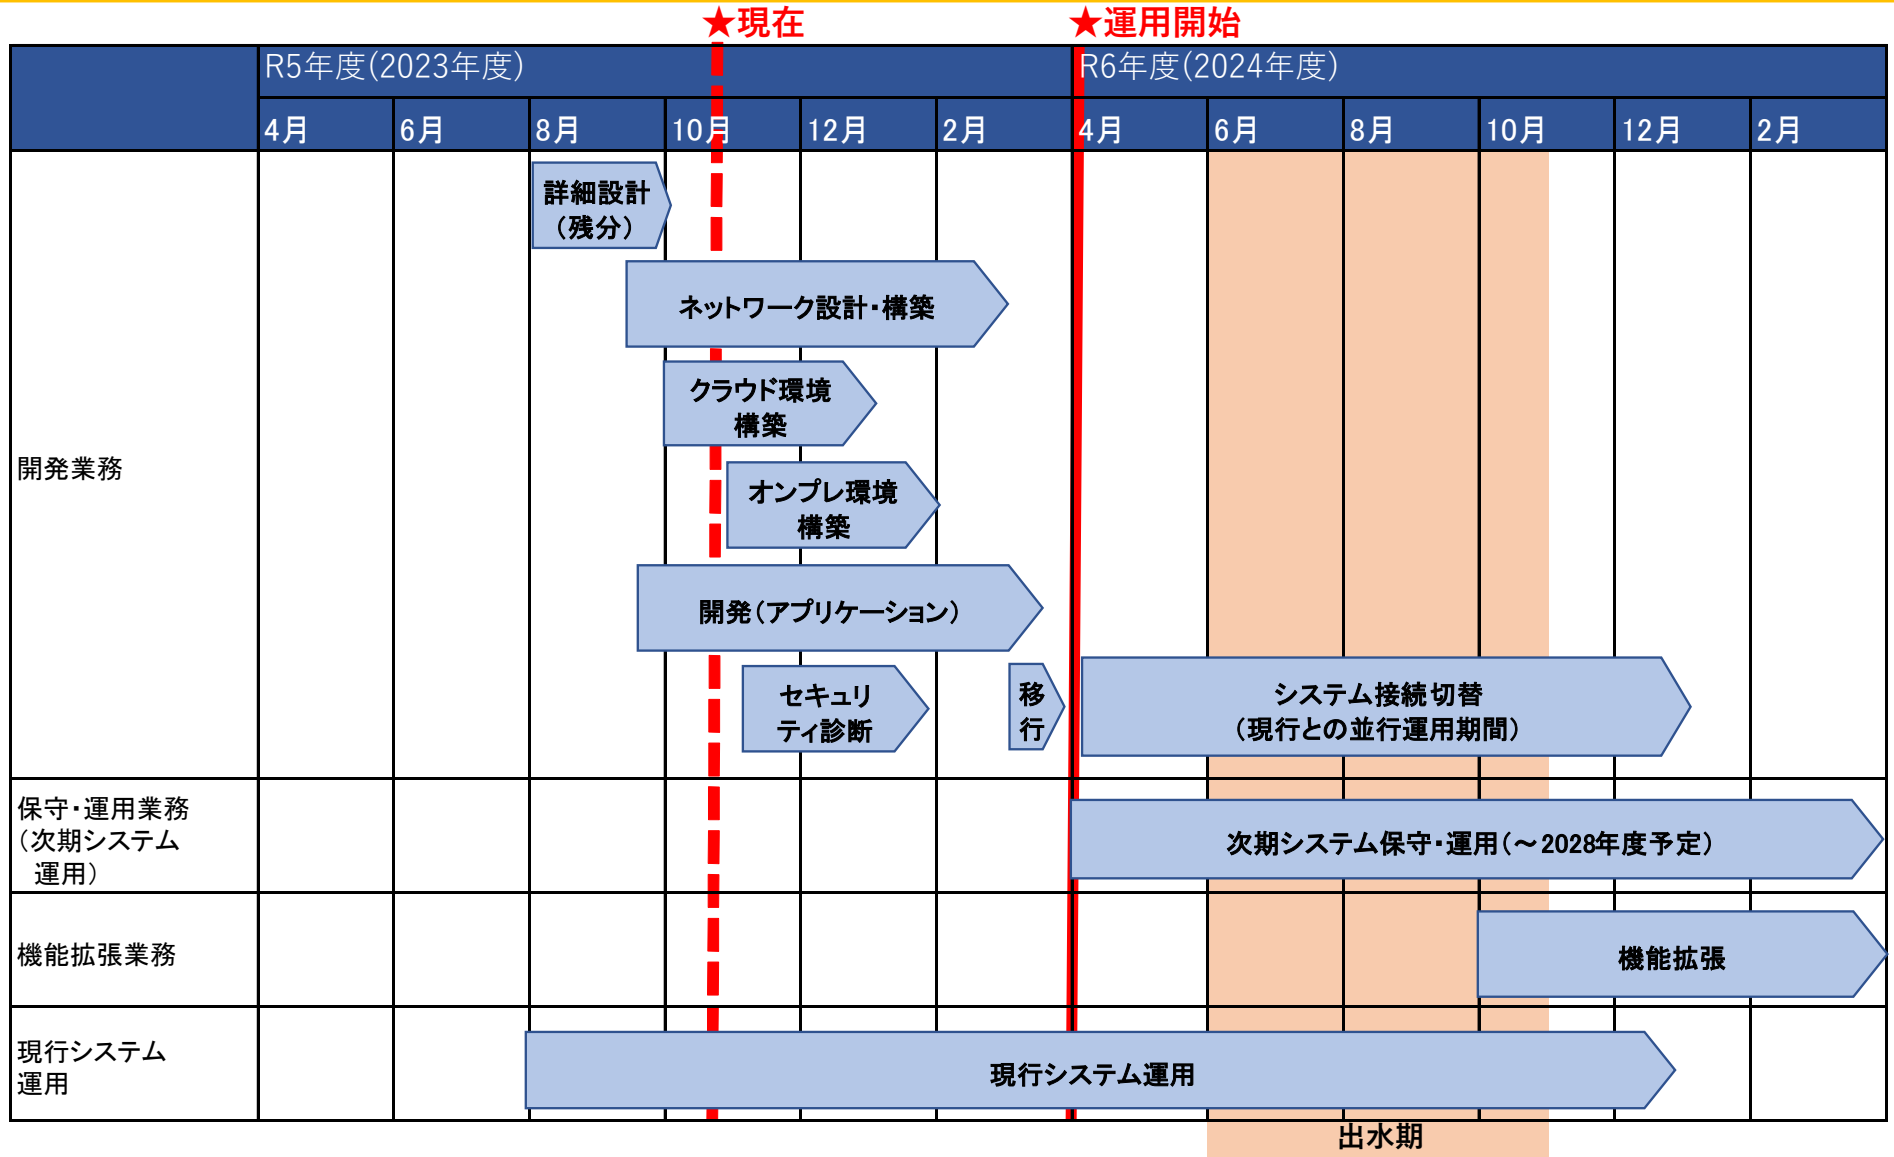 ★現在
★運用開始
R5年度(2023年度)
R6年度(2024年度)
4月
6月
8月
10月
12月
2月
4月
6月
8月
10月
12月
2月
開発業務
詳細設計
(残分)
ネットワーク設計・構築
クラウド環境
構築
オンプレ環境
構築
開発(アプリケーション)
セキュリ
ティ診断
移
行
システム接続切替
(現行との並行運用期間)
保守・運用業務
(次期システム
運用)
次期システム保守・運用(～2028年度予定)
機能拡張業務
機能拡張
現行システム
運用
現行システム運用
出水期